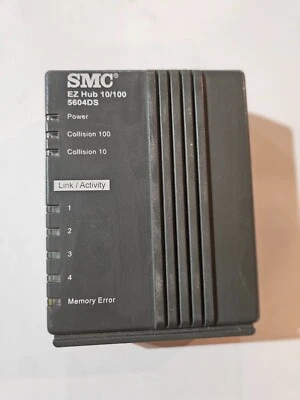 SMC®
EZ Hub 10/100
5604DS
Power
Collision 100
Collision 10
Link / Activity
1
2
3
4
Memory Error